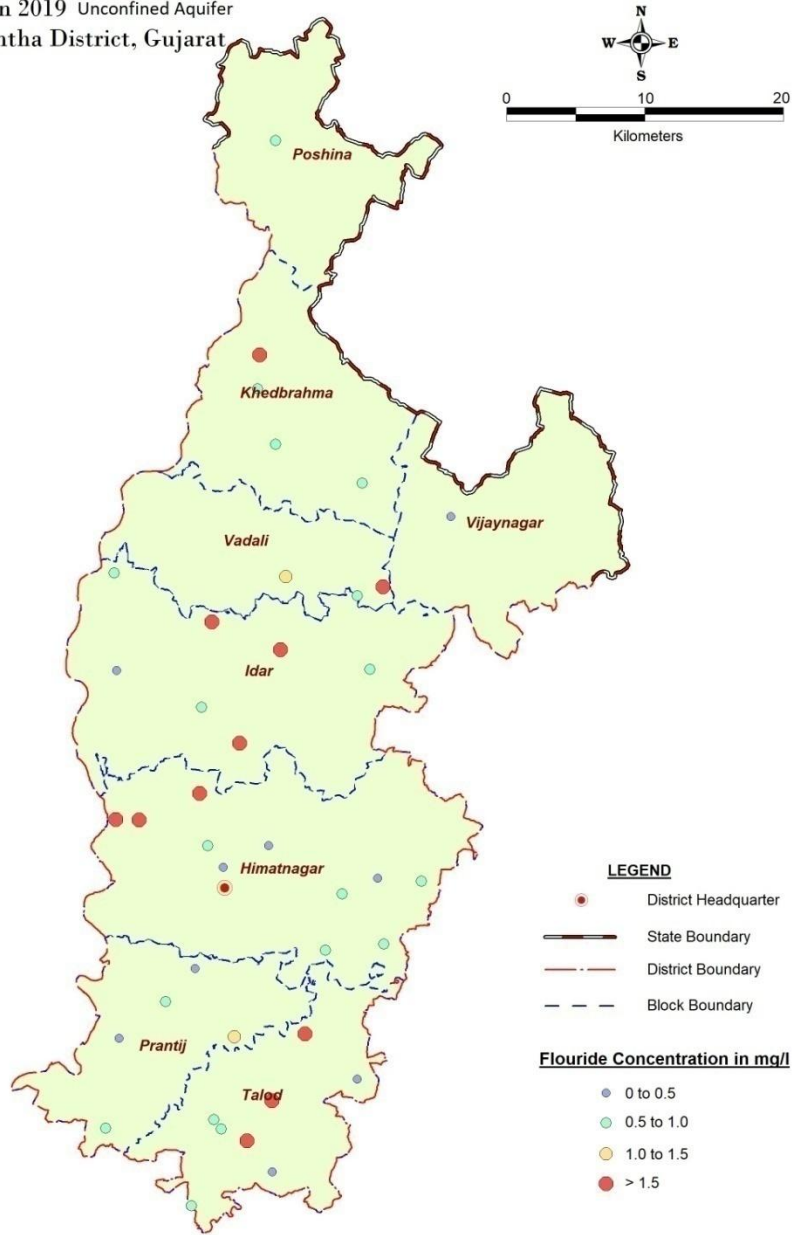 n 2019 Unconfined Aquifer
ntha District, Gujarat
N
W E
S
0 10 20
Kilometers
Poshina
Khedbrahma
Vijaynagar
Vadali
Idar
Himatnagar
Prantij
Talod
LEGEND
District Headquarter
State Boundary
District Boundary
Block Boundary
Flouride Concentration in mg/l
0 to 0.5
0.5 to 1.0
1.0 to 1.5
> 1.5